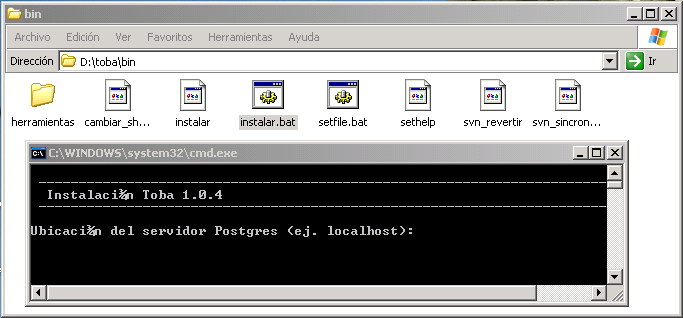 bin
Archivo Edición Ver Favoritos Herramientas Ayuda
Dirección D:\toba\bin Ir
herramientas cambiar_sh... instalar instalar.bat setfile.bat sethelp svn_revertir svn_sincron...
C:\WINDOWS\system32\cmd.exe
Instalaci¾n Toba 1.0.4
Ubicaci¾n del servidor Postgres (ej. localhost):